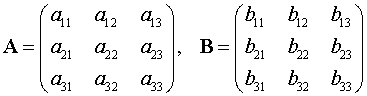 A = ( a₁₁ a₁₂ a₁₃ ), B = ( b₁₁ b₁₂ b₁₃ )
a₂₁ a₂₂ a₂₃ b₂₁ b₂₂ b₂₃
a₃₁ a₃₂ a₃₃ b₃₁ b₃₂ b₃₃